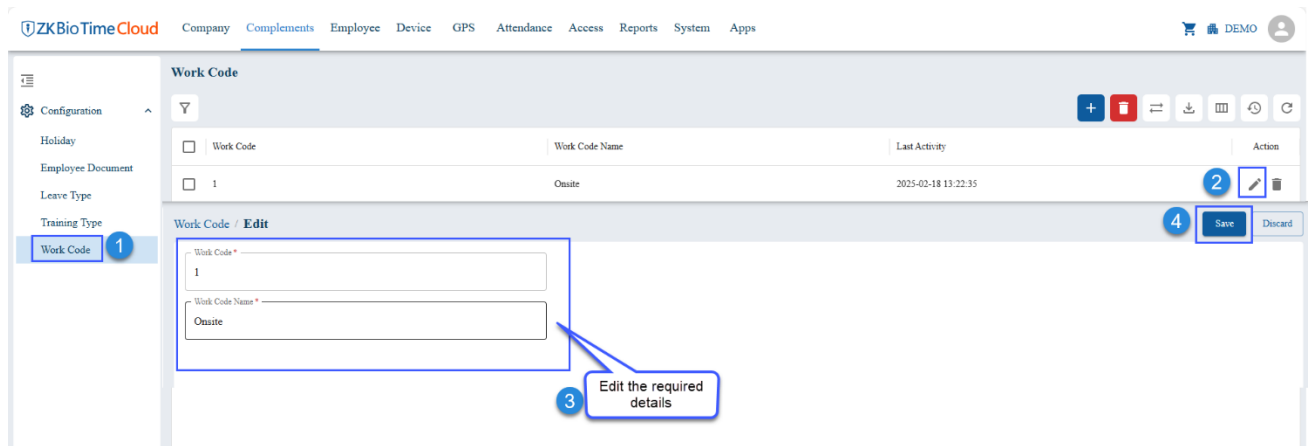 ZKBioTime Cloud Company Complements Employee Device GPS Attendance Access Reports System Apps DEMO
Work Code
Configuration
Holiday
Employee Document
Leave Type
Training Type
Work Code 1
Work Code Work Code Name Last Activity Action
1 Onsite 2025-02-18 13:22:35 2
Work Code / Edit 4 Save Discard
Work Code *
1
Work Code Name *
Onsite
3 Edit the required
details